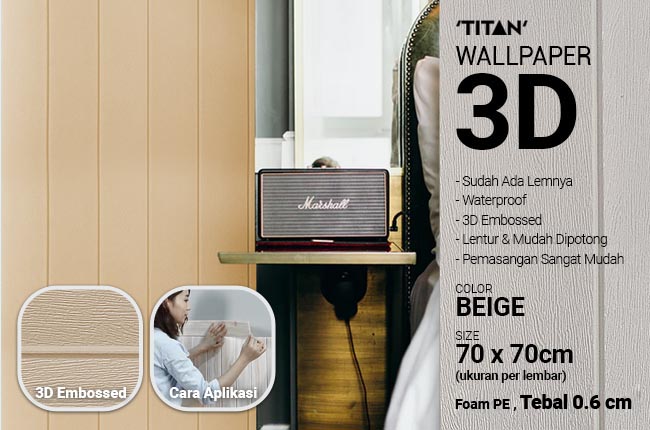 'TITAN'
WALLPAPER
3D
- Sudah Ada Lemnya
- Waterproof
- 3D Embossed
- Lentur & Mudah Dipotong
- Pemasangan Sangat Mudah
COLOR
BEIGE
SIZE
70 x 70cm
(ukuran per lembar)
Foam PE , Tebal 0.6 cm
Marshall
3D Embossed
Cara Aplikasi